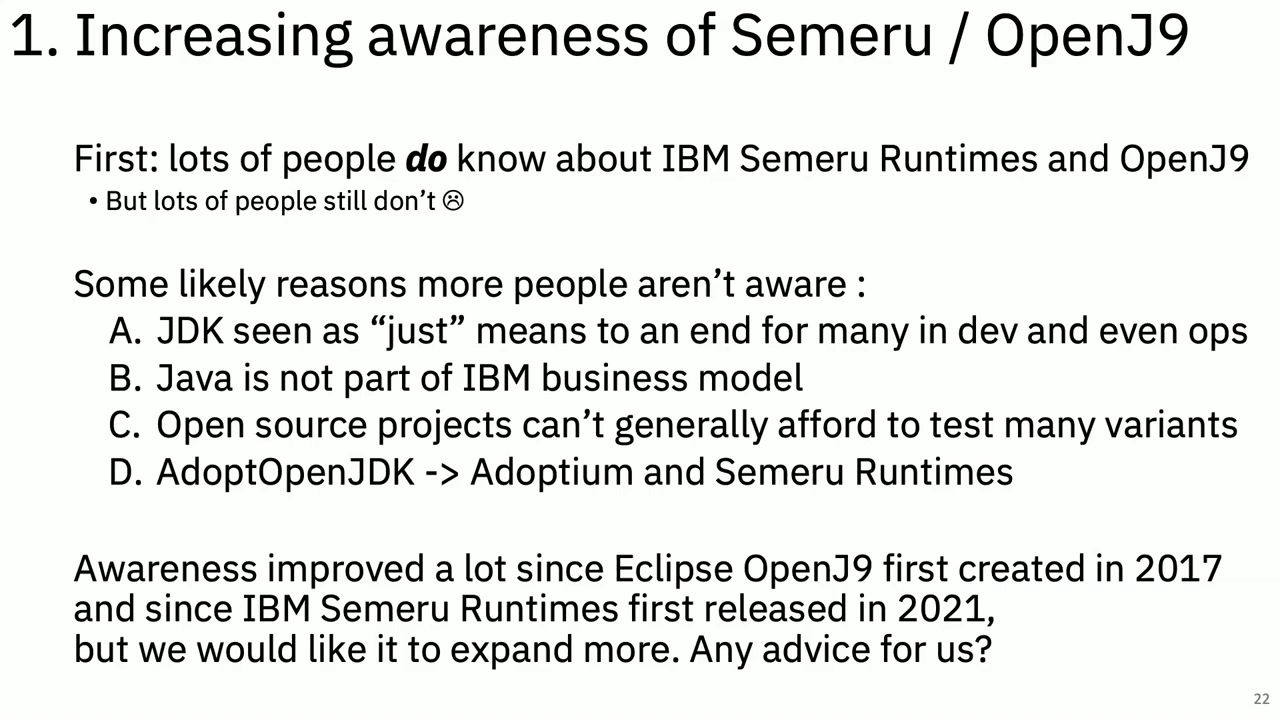 1. Increasing awareness of Semeru / OpenJ9
First: lots of people do know about IBM Semeru Runtimes and OpenJ9
• But lots of people still don’t ☹
Some likely reasons more people aren’t aware :
A. JDK seen as “just” means to an end for many in dev and even ops
B. Java is not part of IBM business model
C. Open source projects can’t generally afford to test many variants
D. AdoptOpenJDK -> Adoptium and Semeru Runtimes
Awareness improved a lot since Eclipse OpenJ9 first created in 2017
and since IBM Semeru Runtimes first released in 2021,
but we would like it to expand more. Any advice for us?
22